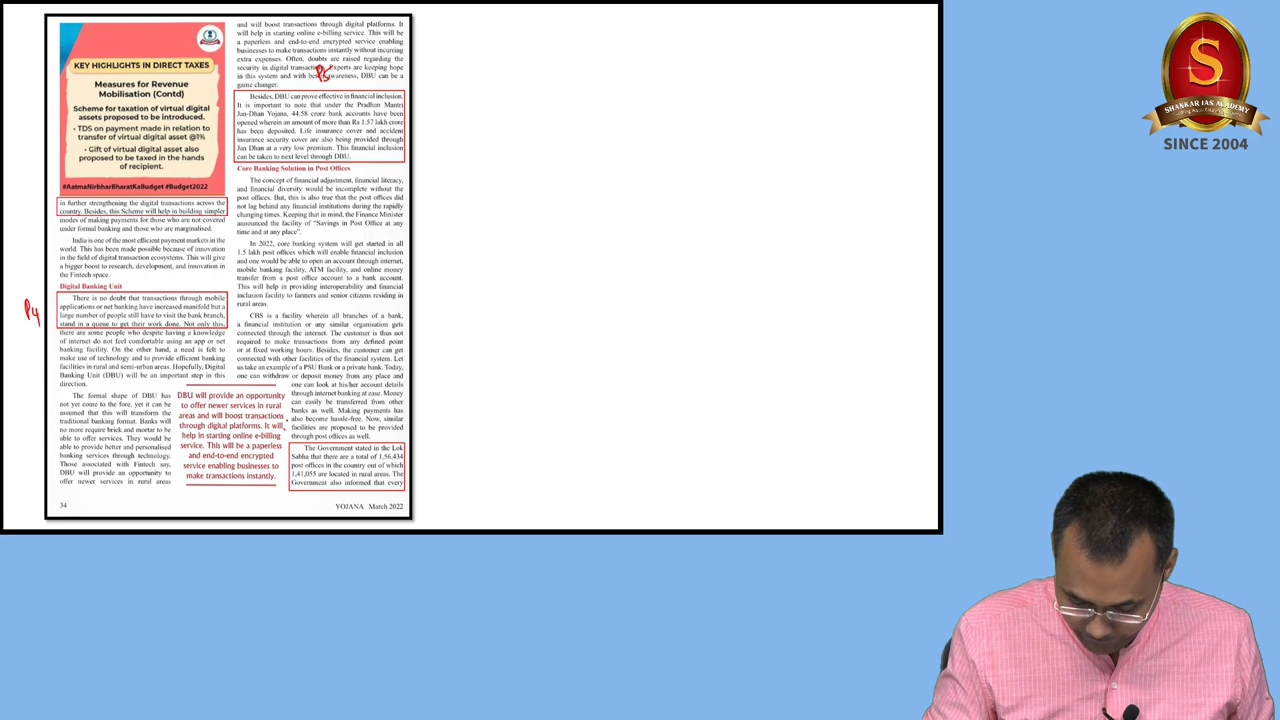 KEY HIGHLIGHTS IN DIRECT TAXES
Measures for Revenue
Mobilisation (Contd)
Scheme for taxation of virtual digital
assets proposed to be introduced.
• TDS on payment made in relation to
transfer of virtual digital asset @1%
• Gift of virtual digital asset also
proposed to be taxed in the hands
of recipient.
#AatmaNirbharBharatKaBudget #Budget2022
in further strengthening the digital transactions across the
country. Besides, this Scheme will help in building simpler
modes of making payments for those who are not covered
under formal banking and those who are marginalised.
India is one of the most efficient payment markets in the
world. This has been made possible because of innovation
in the field of digital transaction ecosystems. This will give
a bigger boost to research, development, and innovation in
the Fintech space.
Digital Banking Unit
P4
There is no doubt that transactions through mobile
applications or net banking have increased manifold but a
large number of people still have to visit the bank branch,
stand in a queue to get their work done. Not only this,
there are some people who despite having a knowledge
of internet do not feel comfortable using an app or net
banking facility. On the other hand, a need is felt to
make use of technology and to provide efficient banking
facilities in rural and semi-urban areas. Hopefully, Digital
Banking Unit (DBU) will be an important step in this
direction.
The formal shape of DBU has
not yet come to the fore, yet it can be
assumed that this will transform the
traditional banking format. Banks will
no more require brick and mortar to be
able to offer services. They would be
able to provide better and personalised
banking services through technology.
Those associated with Fintech say,
DBU will provide an opportunity to
offer newer services in rural areas
DBU will provide an opportunity
to offer newer services in rural
areas and will boost transactions
through digital platforms. It will
help in starting online e-billing
service. This will be a paperless
and end-to-end encrypted
service enabling businesses to
make transactions instantly.
and will boost transactions through digital platforms. It
will help in starting online e-billing service. This will be
a paperless and end-to-end encrypted service enabling
businesses to make transactions instantly without incurring
extra expenses. Often, doubts are raised regarding the
security in digital Experts are keeping hope
P5
in this system and with awareness, DBU can be a
game changer.
Besides, DBU can prove effective in financial inclusion.
It is important to note that under the Pradhan Mantri
Jan-Dhan Yojana, 44.58 crore bank accounts have been
opened wherein an amount of more than Rs 1.57 lakh crore
has been deposited. Life insurance cover and accident
insurance security cover are also being provided through
Jan Dhan at a very low premium. This financial inclusion
can be taken to next level through DBU.
Core Banking Solution in Post Offices
The concept of financial adjustment, financial literacy,
and financial diversity would be incomplete without the
post offices. But, this is also true that the post offices did
not lag behind any financial institutions during the rapidly
changing times. Keeping that in mind, the Finance Minister
announced the facility of “Savings in Post Office at any
time and at any place”.
In 2022, core banking system will get started in all
1.5 lakh post offices which will enable financial inclusion
and one would be able to open an account through internet,
mobile banking facility, ATM facility, and online money
transfer from a post office account to a bank account.
This will help in providing interoperability and financial
inclusion facility to farmers and senior citizens residing in
rural areas.
CBS is a facility wherein all branches of a bank,
a financial institution or any similar organisation gets
connected through the internet. The customer is thus not
required to make transactions from any defined point
or at fixed working hours. Besides, the customer can get
connected with other facilities of the financial system. Let
us take an example of a PSU Bank or a private bank. Today,
one can withdraw or deposit money from any place and
one can look at his/her account details
through internet banking at ease. Money
can easily be transferred from other
banks as well. Making payments has
also become hassle-free. Now, similar
facilities are proposed to be provided
through post offices as well.
The Government stated in the Lok
Sabha that there are a total of 1,56,434
post offices in the country out of which
1,41,055 are located in rural areas. The
Government also informed that every
34
YOJANA March 2022
S
SHANKAR IAS ACADEMY
SINCE 2004